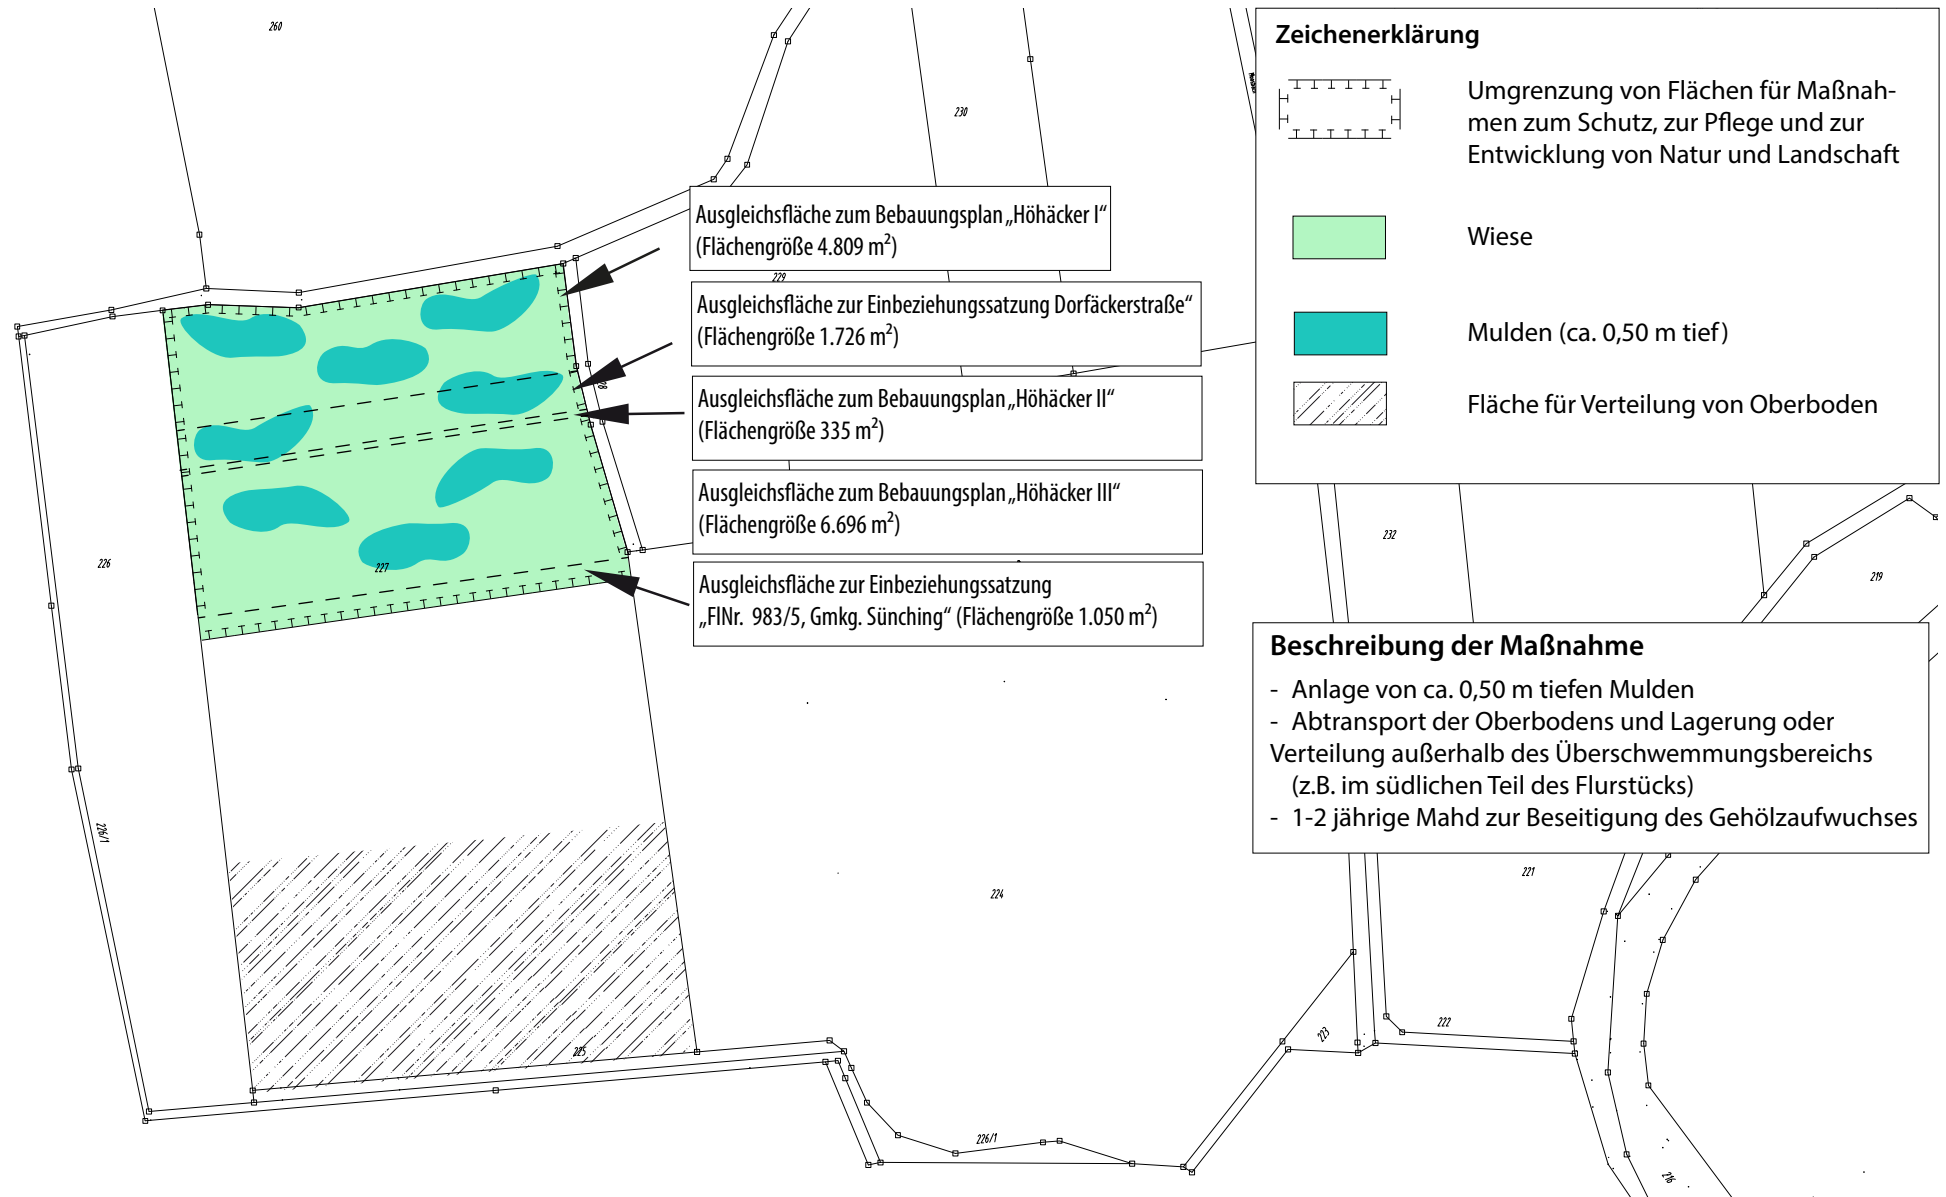 260
230
Zeichenerklärung
Umgrenzung von Flächen für Maßnah-
men zum Schutz, zur Pflege und zur
Entwicklung von Natur und Landschaft
Wiese
Mulden (ca. 0,50 m tief)
Fläche für Verteilung von Oberboden
Ausgleichsfläche zum Bebauungsplan „Höhäcker I“
(Flächengröße 4.809 m²)
229
Ausgleichsfläche zur Einbeziehungssatzung Dorfäckerstraße“
(Flächengröße 1.726 m²)
Ausgleichsfläche zum Bebauungsplan „Höhäcker II“
(Flächengröße 335 m²)
Ausgleichsfläche zum Bebauungsplan „Höhäcker III“
(Flächengröße 6.696 m²)
Ausgleichsfläche zur Einbeziehungssatzung
„FlNr. 983/5, Gmkg. Sünching“ (Flächengröße 1.050 m²)
226
227
232
219
Beschreibung der Maßnahme
- Anlage von ca. 0,50 m tiefen Mulden
- Abtransport der Oberbodens und Lagerung oder
Verteilung außerhalb des Überschwemmungsbereichs
(z.B. im südlichen Teil des Flurstücks)
- 1-2 jährige Mahd zur Beseitigung des Gehölzaufwuchses
226/1
224
221
225
223
222
226/1
216